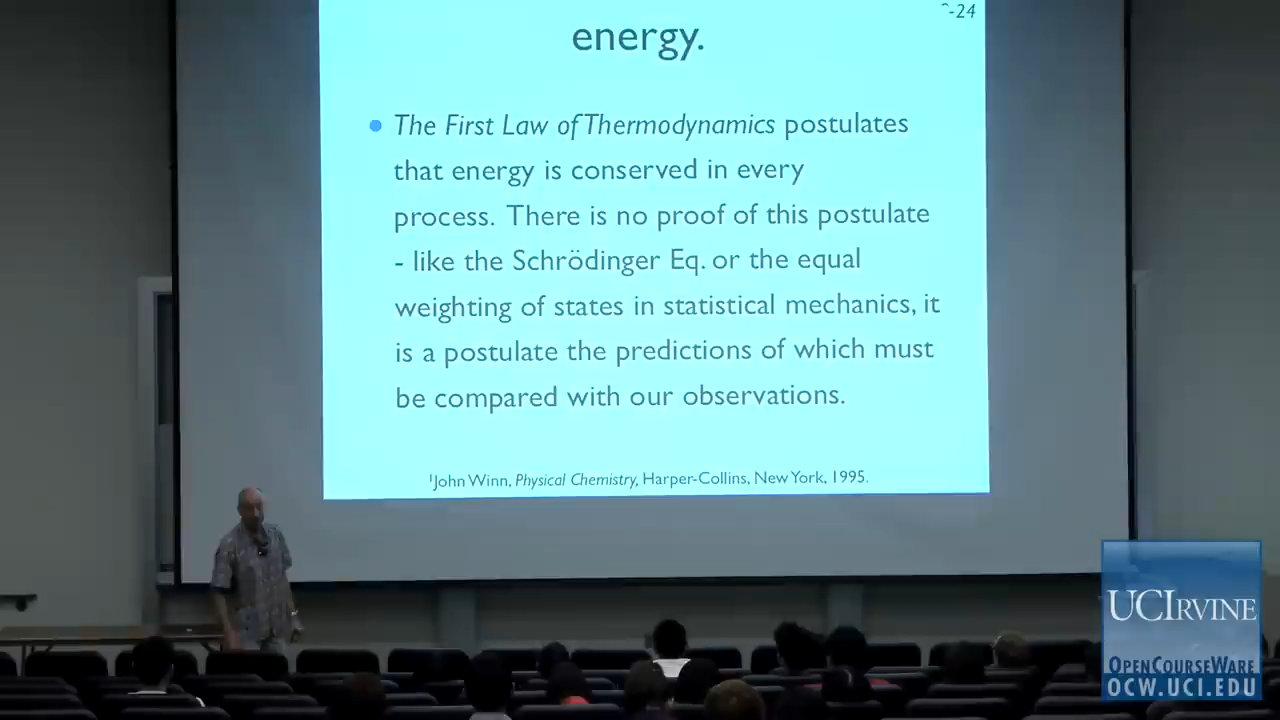 -24
energy.
• The First Law of Thermodynamics postulates
that energy is conserved in every
process. There is no proof of this postulate
- like the Schrödinger Eq. or the equal
weighting of states in statistical mechanics, it
is a postulate the predictions of which must
be compared with our observations.
¹John Winn, Physical Chemistry, Harper-Collins, New York, 1995.
UCIRVINE
OPENCOURSEWARE
OCW.UCI.EDU